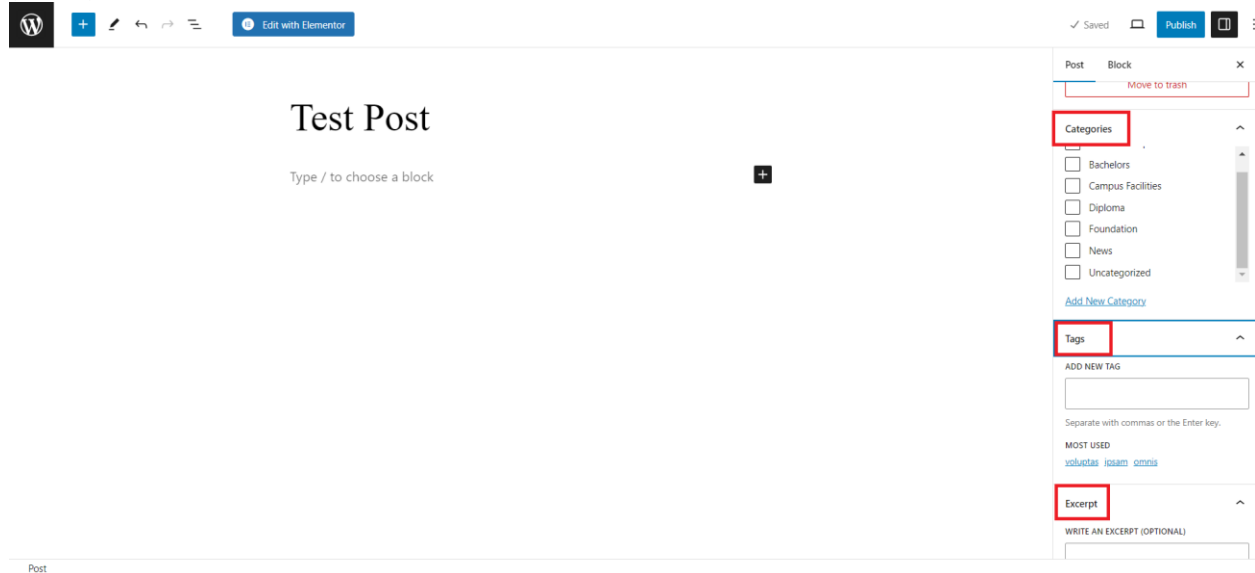 Edit with Elementor
Saved
Publish
Post Block
Move to trash
Test Post
Type / to choose a block
Categories
Bachelors
Campus Facilities
Diploma
Foundation
News
Uncategorized
Add New Category
Tags
ADD NEW TAG
Separate with commas or the Enter key.
MOST USED
voluptas ipsam omnis
Excerpt
WRITE AN EXCERPT (OPTIONAL)
Post